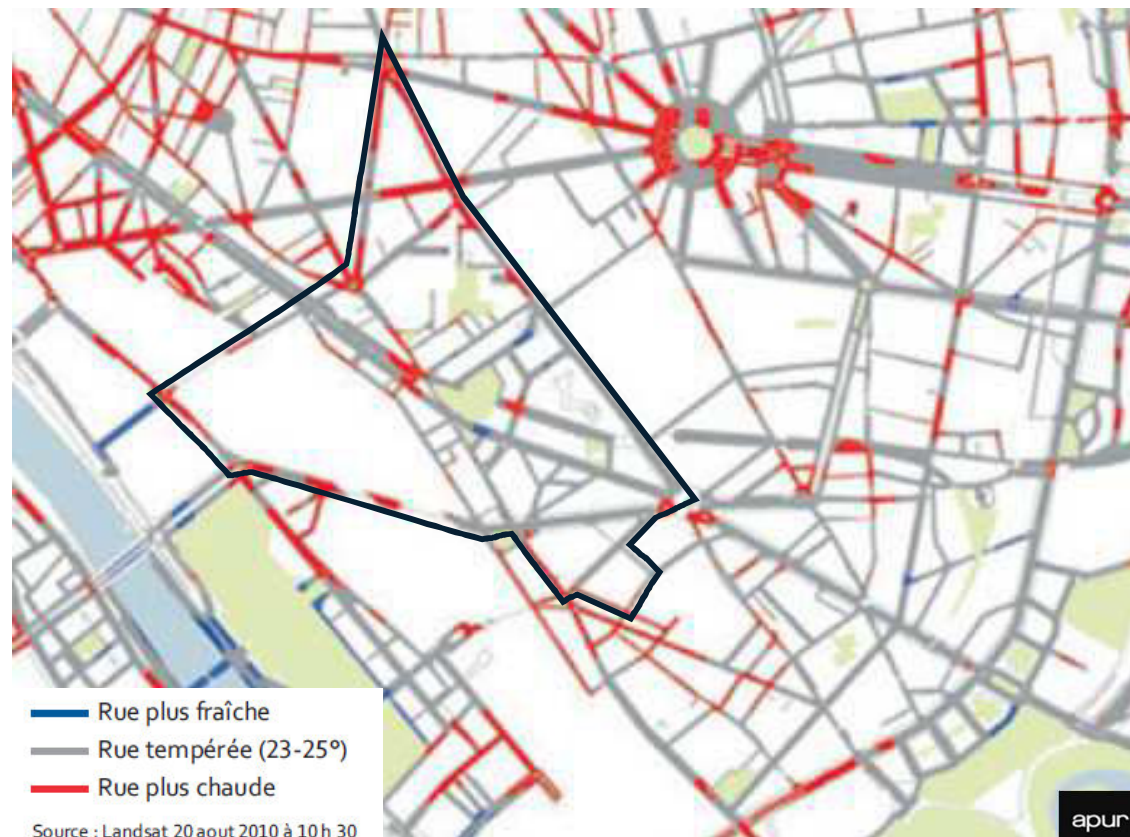 Rue plus fraîche
Rue tempérée (23-25°)
Rue plus chaude
Source : Landsat 20 aout 2010 à 10 h 30
apur